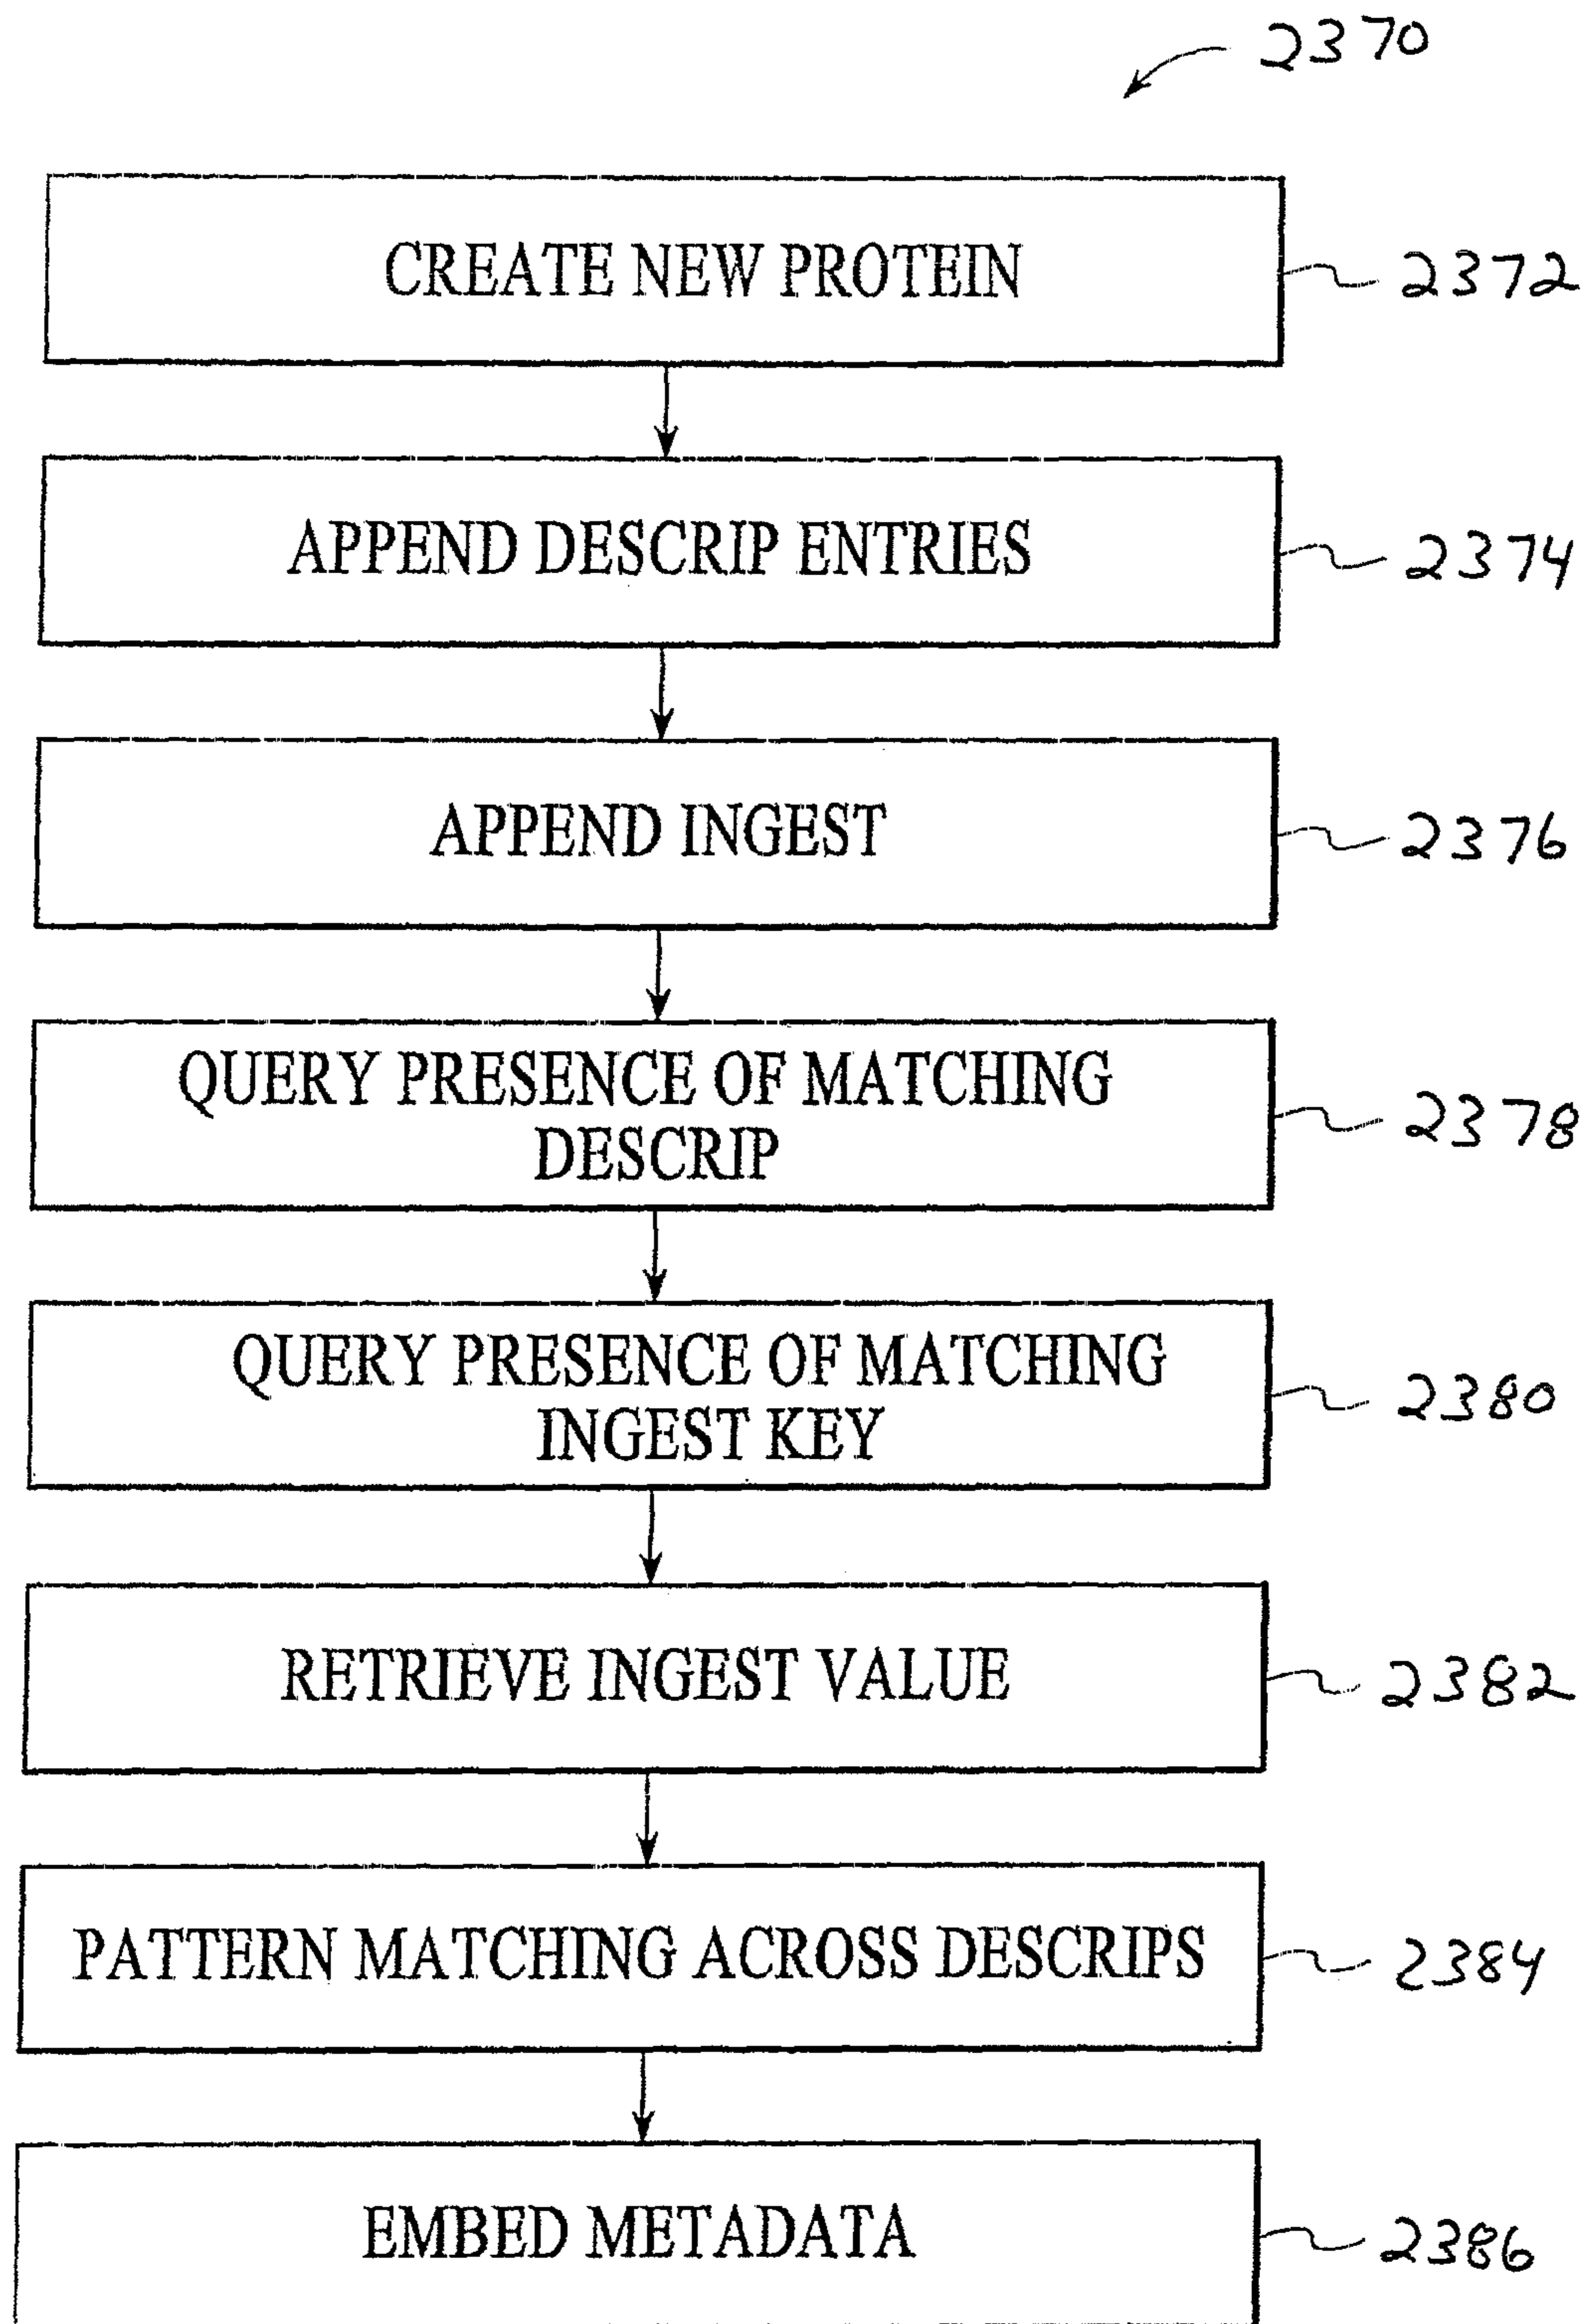 2370
CREATE NEW PROTEIN
2372
APPEND DESCRIP ENTRIES
2374
APPEND INGEST
2376
QUERY PRESENCE OF MATCHING
DESCRIP
2378
QUERY PRESENCE OF MATCHING
INGEST KEY
2380
RETRIEVE INGEST VALUE
2382
PATTERN MATCHING ACROSS DESCRIPS
2384
EMBED METADATA
2386